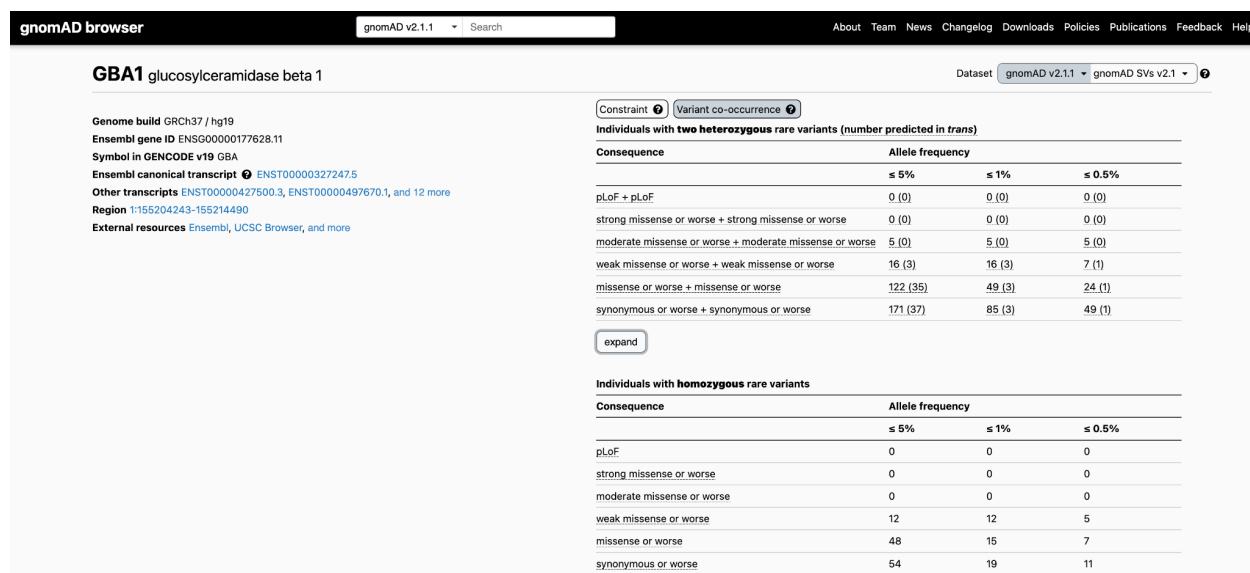 gnomAD browser gnomAD v2.1.1 Search About Team News Changelog Downloads Policies Publications Feedback Help
GBA1 glucosylceramidase beta 1
Dataset gnomAD v2.1.1 gnomAD SVs v2.1
Genome build GRCh37 / hg19
Ensembl gene ID ENSG00000177628.11
Symbol in GENCODE v19 GBA
Ensembl canonical transcript ENST00000327247.5
Other transcripts ENST00000427500.3, ENST00000497670.1, and 12 more
Region 1:155204243-155214490
External resources Ensembl, UCSC Browser, and more
Constraint Variant co-occurrence
Individuals with two heterozygous rare variants (number predicted in trans)
Consequence Allele frequency
≤ 5% ≤ 1% ≤ 0.5%
pLoF + pLoF 0 (0) 0 (0) 0 (0)
strong missense or worse + strong missense or worse 0 (0) 0 (0) 0 (0)
moderate missense or worse + moderate missense or worse 5 (0) 5 (0) 5 (0)
weak missense or worse + weak missense or worse 16 (3) 16 (3) 7 (1)
missense or worse + missense or worse 122 (35) 49 (3) 24 (1)
synonymous or worse + synonymous or worse 171 (37) 85 (3) 49 (1)
expand
Individuals with homozygous rare variants
Consequence Allele frequency
≤ 5% ≤ 1% ≤ 0.5%
pLoF 0 0 0
strong missense or worse 0 0 0
moderate missense or worse 0 0 0
weak missense or worse 12 12 5
missense or worse 48 15 7
synonymous or worse 54 19 11